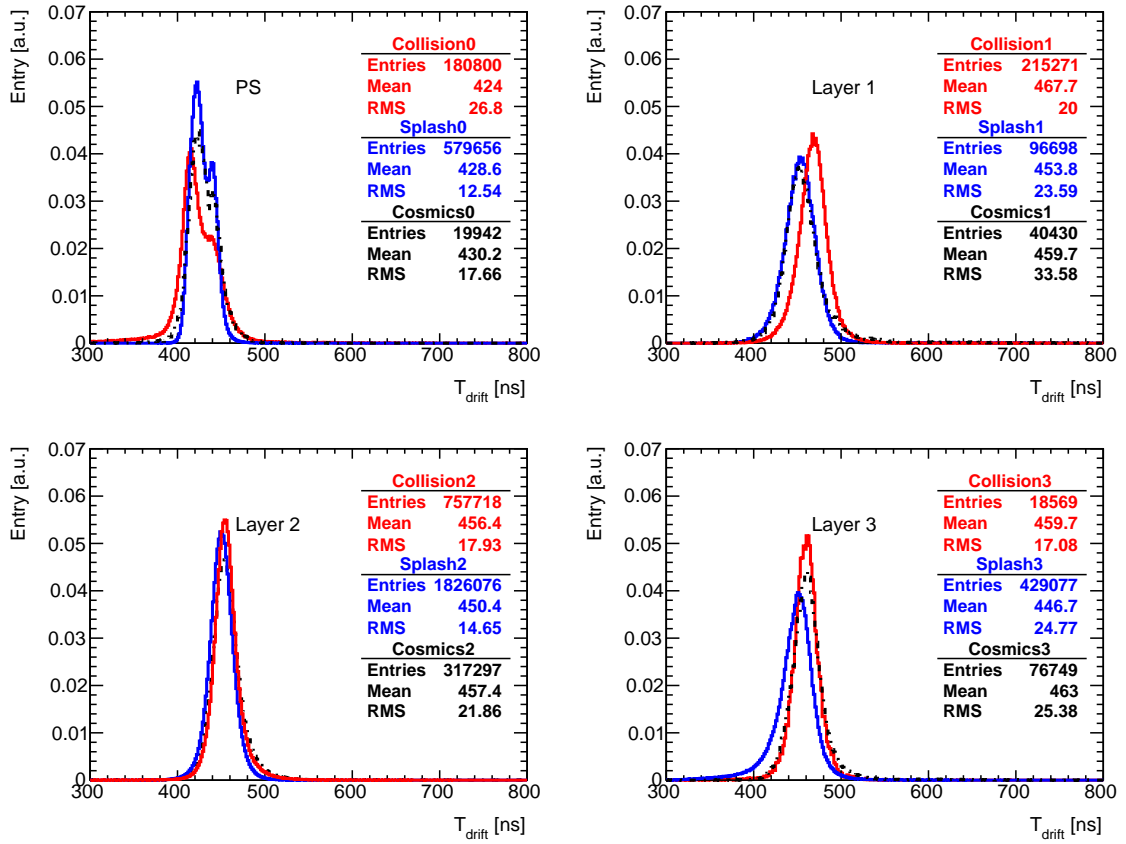 Entry [a.u.]
0.07
0.06
0.05
0.04
0.03
0.02
0.01
0
300 400 500 600 700 800
T_drift [ns]
PS
Collision0
Entries 180800
Mean 424
RMS 26.8
Splash0
Entries 579656
Mean 428.6
RMS 12.54
Cosmics0
Entries 19942
Mean 430.2
RMS 17.66
Entry [a.u.]
0.07
0.06
0.05
0.04
0.03
0.02
0.01
0
300 400 500 600 700 800
T_drift [ns]
Layer 1
Collision1
Entries 215271
Mean 467.7
RMS 20
Splash1
Entries 96698
Mean 453.8
RMS 23.59
Cosmics1
Entries 40430
Mean 459.7
RMS 33.58
Entry [a.u.]
0.07
0.06
0.05
0.04
0.03
0.02
0.01
0
300 400 500 600 700 800
T_drift [ns]
Layer 2
Collision2
Entries 757718
Mean 456.4
RMS 17.93
Splash2
Entries 1826076
Mean 450.4
RMS 14.65
Cosmics2
Entries 317297
Mean 457.4
RMS 21.86
Entry [a.u.]
0.07
0.06
0.05
0.04
0.03
0.02
0.01
0
300 400 500 600 700 800
T_drift [ns]
Layer 3
Collision3
Entries 18569
Mean 459.7
RMS 17.08
Splash3
Entries 429077
Mean 446.7
RMS 24.77
Cosmics3
Entries 76749
Mean 463
RMS 25.38